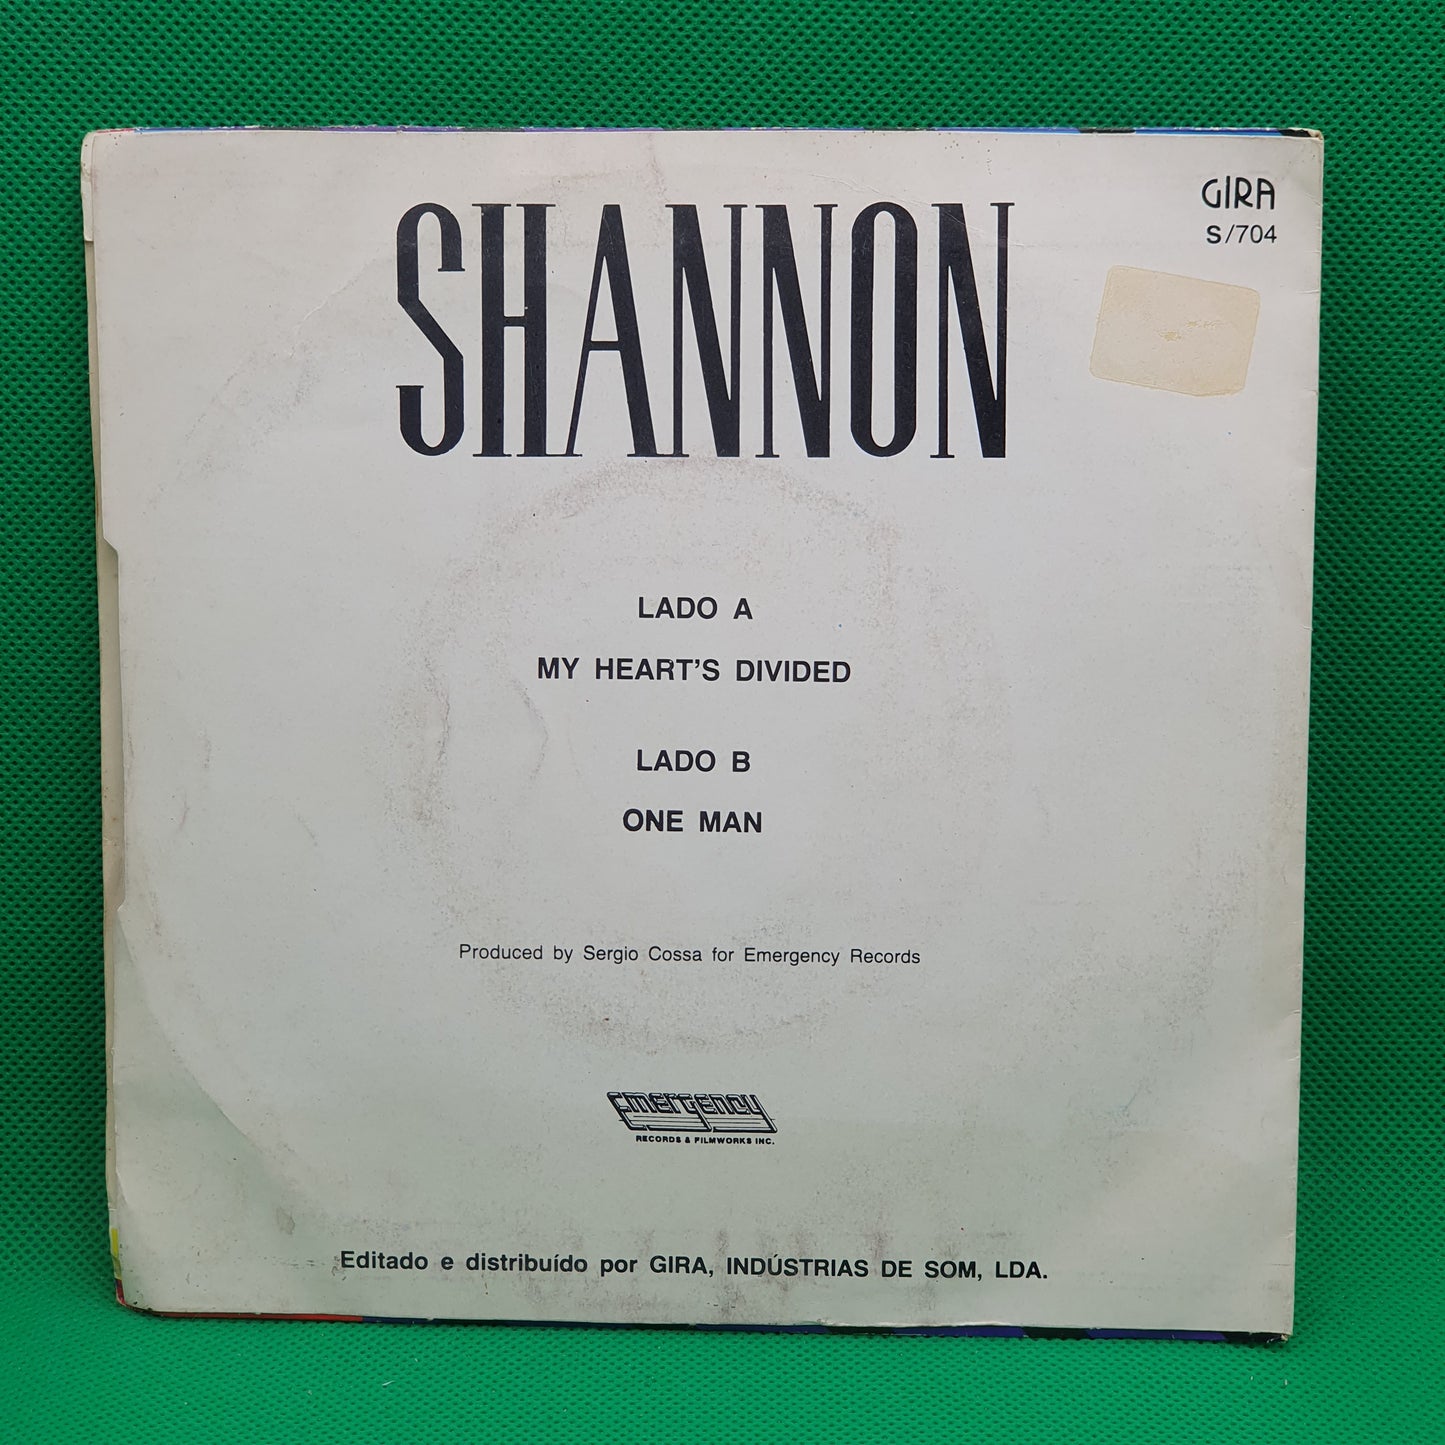 SHANNON
GIRA
S/704
LADO A
MY HEART'S DIVIDED
LADO B
ONE MAN
Produced by Sergio Cossa for Emergency Records
Emergency
RECORDS & FILMWORKS INC.
Editado e distribuído por GIRA, INDÚSTRIAS DE SOM, LDA.